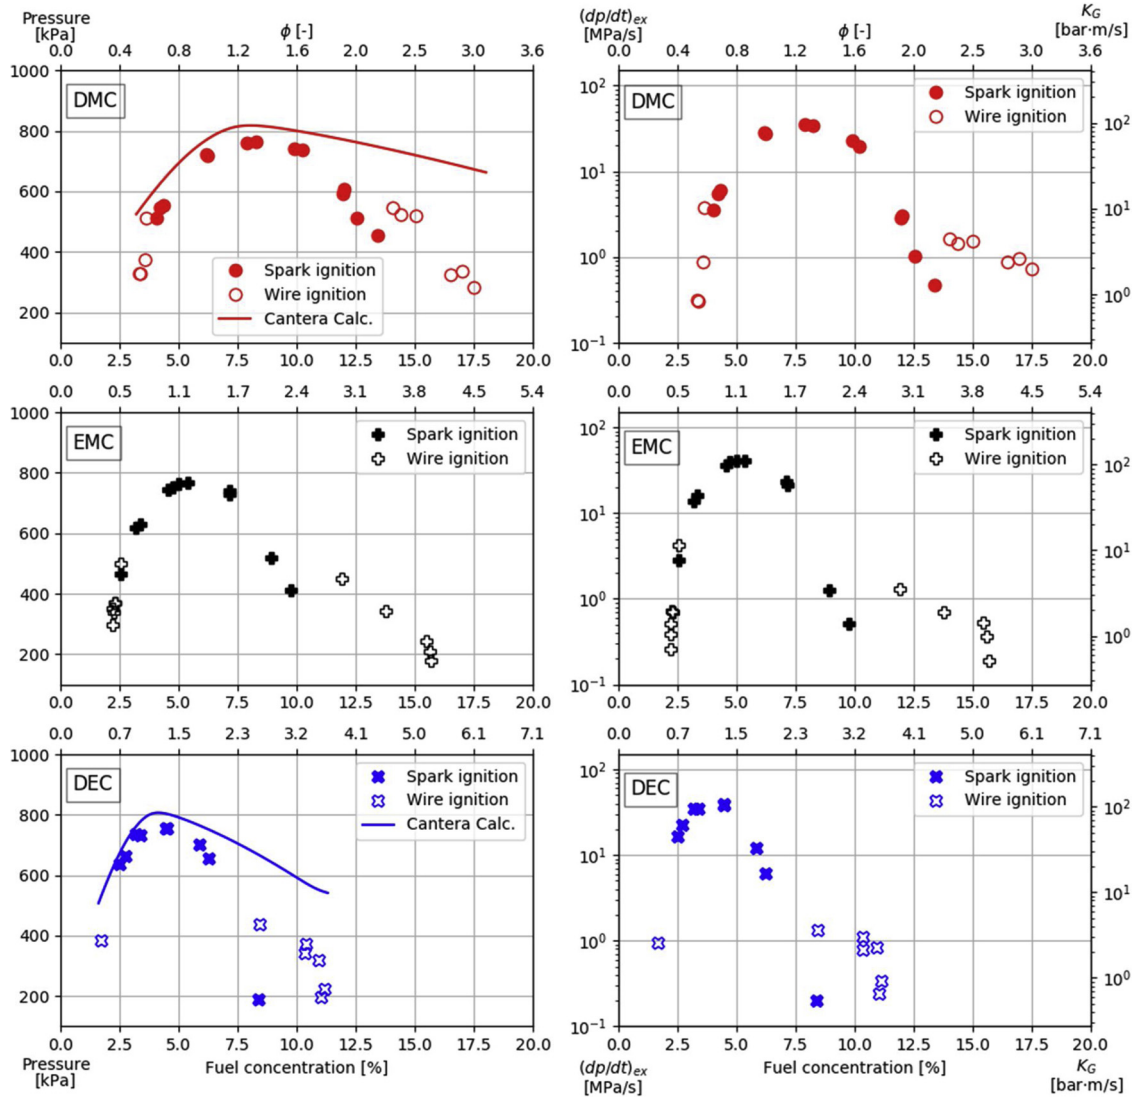 Pressure
[kPa]
ϕ [-]
0.0 0.4 0.8 1.2 1.6 2.0 2.4 3.0 3.6
1000
800
600
400
200
DMC
Spark ignition
Wire ignition
Cantera Calc.
0.0 2.5 5.0 7.5 10.0 12.5 15.0 17.5 20.0
(dp/dt)ex
[MPa/s]
ϕ [-]
K_G
[bar·m/s]
0.0 0.4 0.8 1.2 1.6 2.0 2.4 3.0 3.6
10² 10¹ 10⁰ 10⁻¹
DMC
Spark ignition
Wire ignition
10² 10¹ 10⁰
0.0 2.5 5.0 7.5 10.0 12.5 15.0 17.5 20.0
0.0 0.5 1.1 1.7 2.4 3.1 3.8 4.5 5.4
1000
800
600
400
200
EMC
Spark ignition
Wire ignition
0.0 2.5 5.0 7.5 10.0 12.5 15.0 17.5 20.0
0.0 0.5 1.1 1.7 2.4 3.1 3.8 4.5 5.4
10² 10¹ 10⁰ 10⁻¹
EMC
Spark ignition
Wire ignition
10² 10¹ 10⁰
0.0 2.5 5.0 7.5 10.0 12.5 15.0 17.5 20.0
0.0 0.7 1.5 2.3 3.2 4.1 5.0 6.1 7.1
1000
800
600
400
200
DEC
Spark ignition
Wire ignition
Cantera Calc.
0.0 2.5 5.0 7.5 10.0 12.5 15.0 17.5 20.0
Pressure
[kPa]
Fuel concentration [%]
0.0 0.7 1.5 2.3 3.2 4.1 5.0 6.1 7.1
10² 10¹ 10⁰ 10⁻¹
DEC
Spark ignition
Wire ignition
10² 10¹ 10⁰
0.0 2.5 5.0 7.5 10.0 12.5 15.0 17.5 20.0
(dp/dt)ex
[MPa/s]
Fuel concentration [%]
K_G
[bar·m/s]